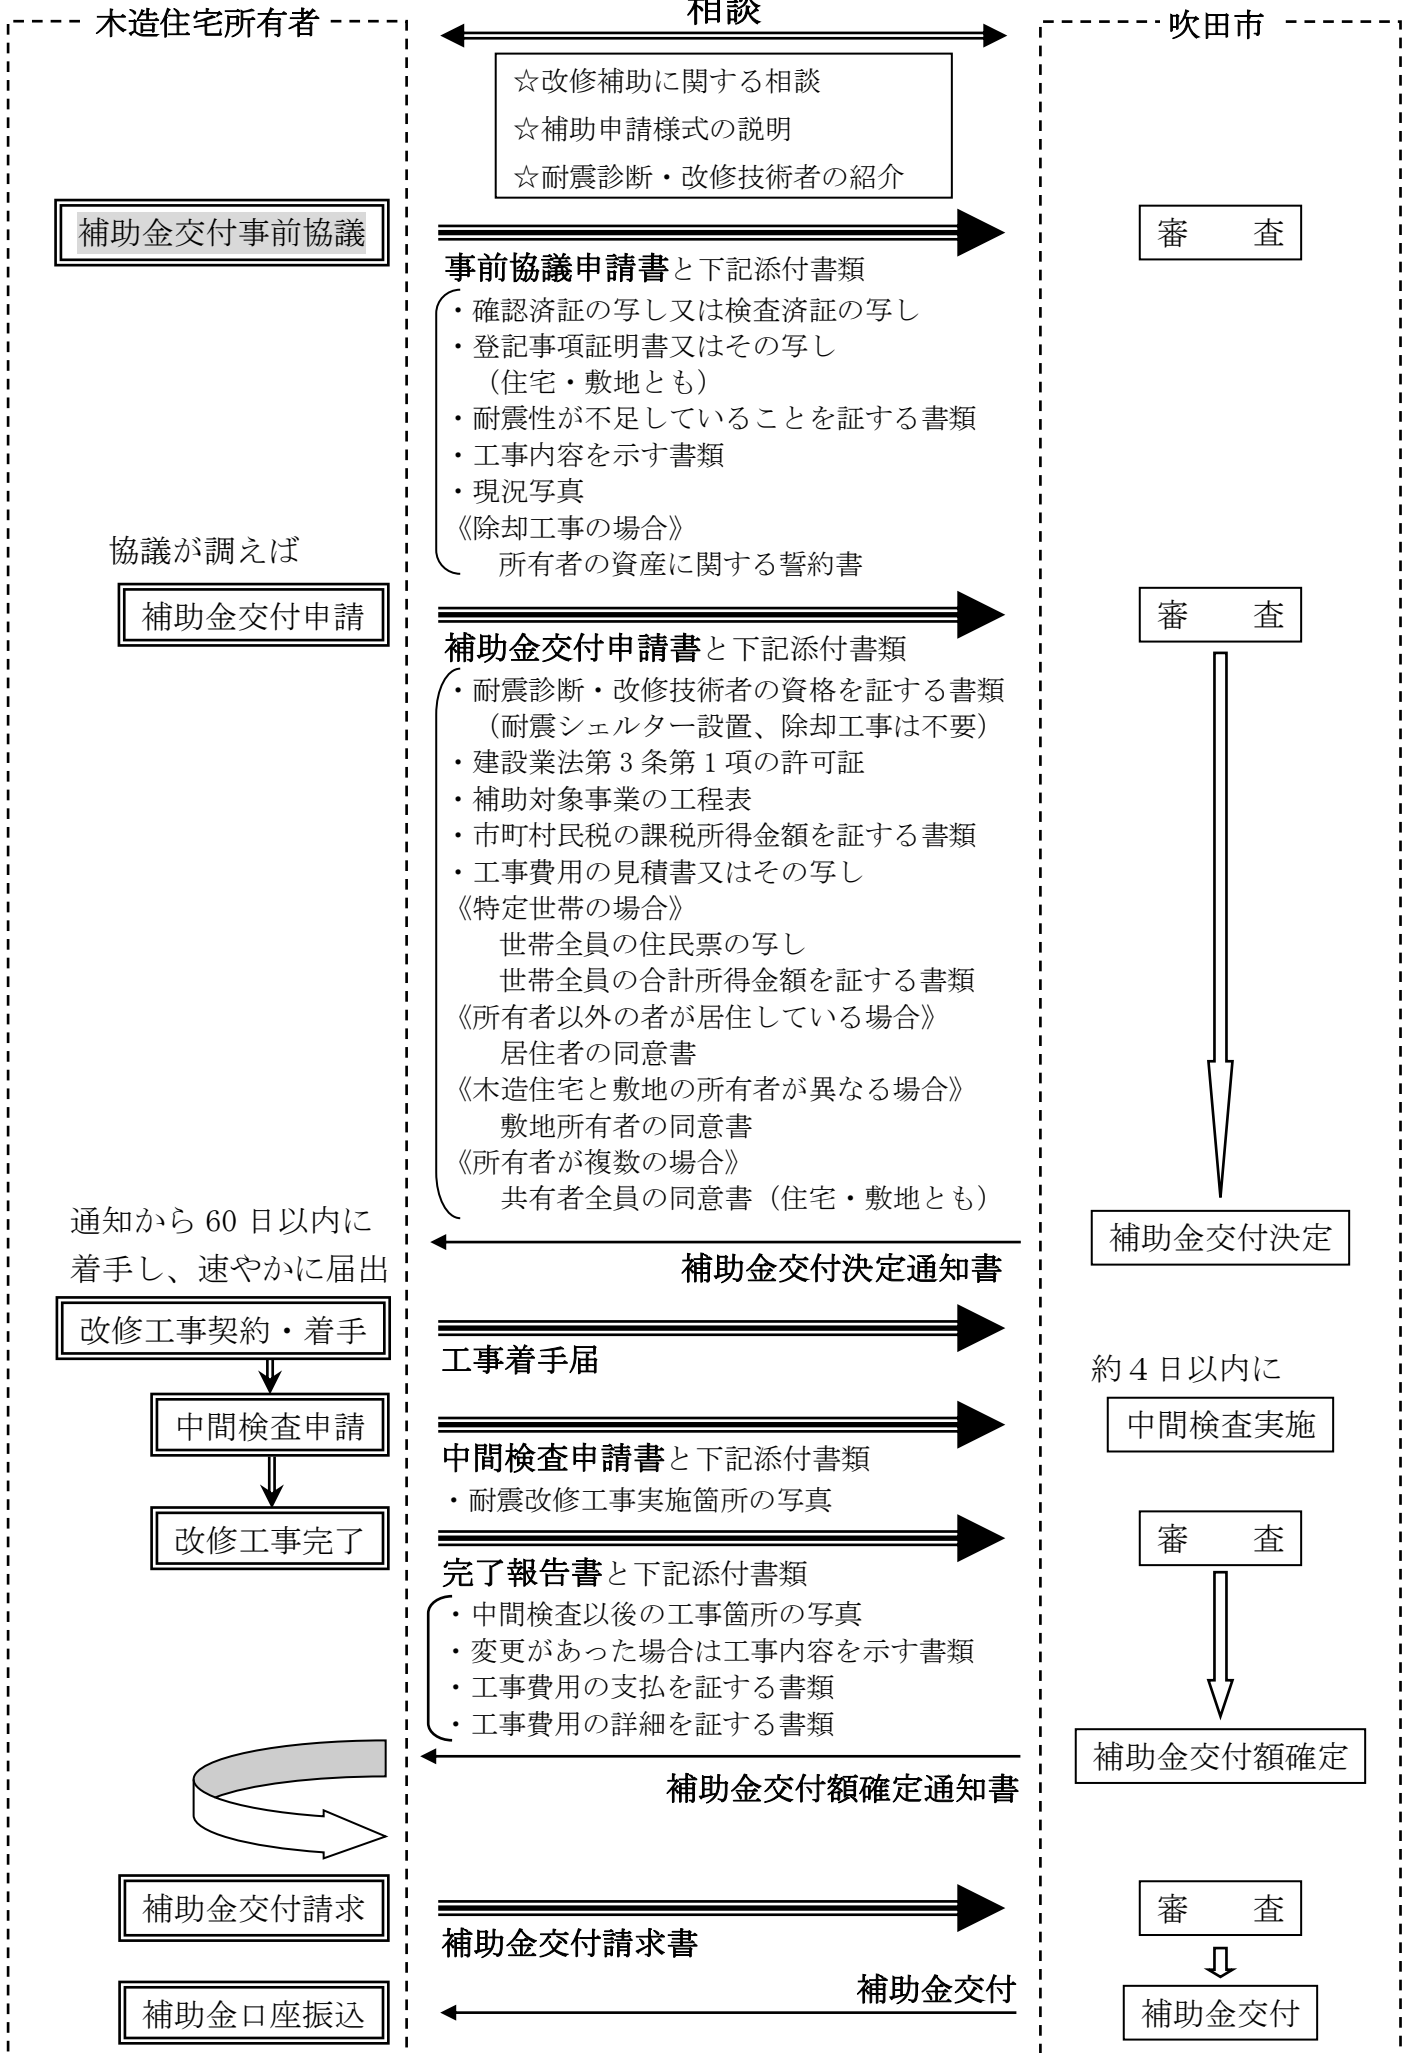 木造住宅所有者
相談
吹田市
☆改修補助に関する相談
☆補助申請様式の説明
☆耐震診断・改修技術者の紹介
補助金交付事前協議
審　査
事前協議申請書と下記添付書類
・確認済証の写し又は検査済証の写し
・登記事項証明書又はその写し
（住宅・敷地とも）
・耐震性が不足していることを証する書類
・工事内容を示す書類
・現況写真
《除却工事の場合》
所有者の資産に関する誓約書
協議が調えば
補助金交付申請
審　査
補助金交付申請書と下記添付書類
・耐震診断・改修技術者の資格を証する書類
（耐震シェルター設置、除却工事は不要）
・建設業法第３条第１項の許可証
・補助対象事業の工程表
・市町村民税の課税所得金額を証する書類
・工事費用の見積書又はその写し
《特定世帯の場合》
世帯全員の住民票の写し
世帯全員の合計所得金額を証する書類
《所有者以外の者が居住している場合》
居住者の同意書
《木造住宅と敷地の所有者が異なる場合》
敷地所有者の同意書
《所有者が複数の場合》
共有者全員の同意書（住宅・敷地とも）
補助金交付決定
補助金交付決定通知書
通知から 60 日以内に
着手し、速やかに届出
改修工事契約・着手
工事着手届
約４日以内に
中間検査申請
中間検査実施
中間検査申請書と下記添付書類
・耐震改修工事実施箇所の写真
改修工事完了
審　査
完了報告書と下記添付書類
・中間検査以後の工事箇所の写真
・変更があった場合は工事内容を示す書類
・工事費用の支払を証する書類
・工事費用の詳細を証する書類
補助金交付額確定
補助金交付額確定通知書
補助金交付請求
審　査
補助金交付請求書
補助金交付
補助金口座振込
補助金交付